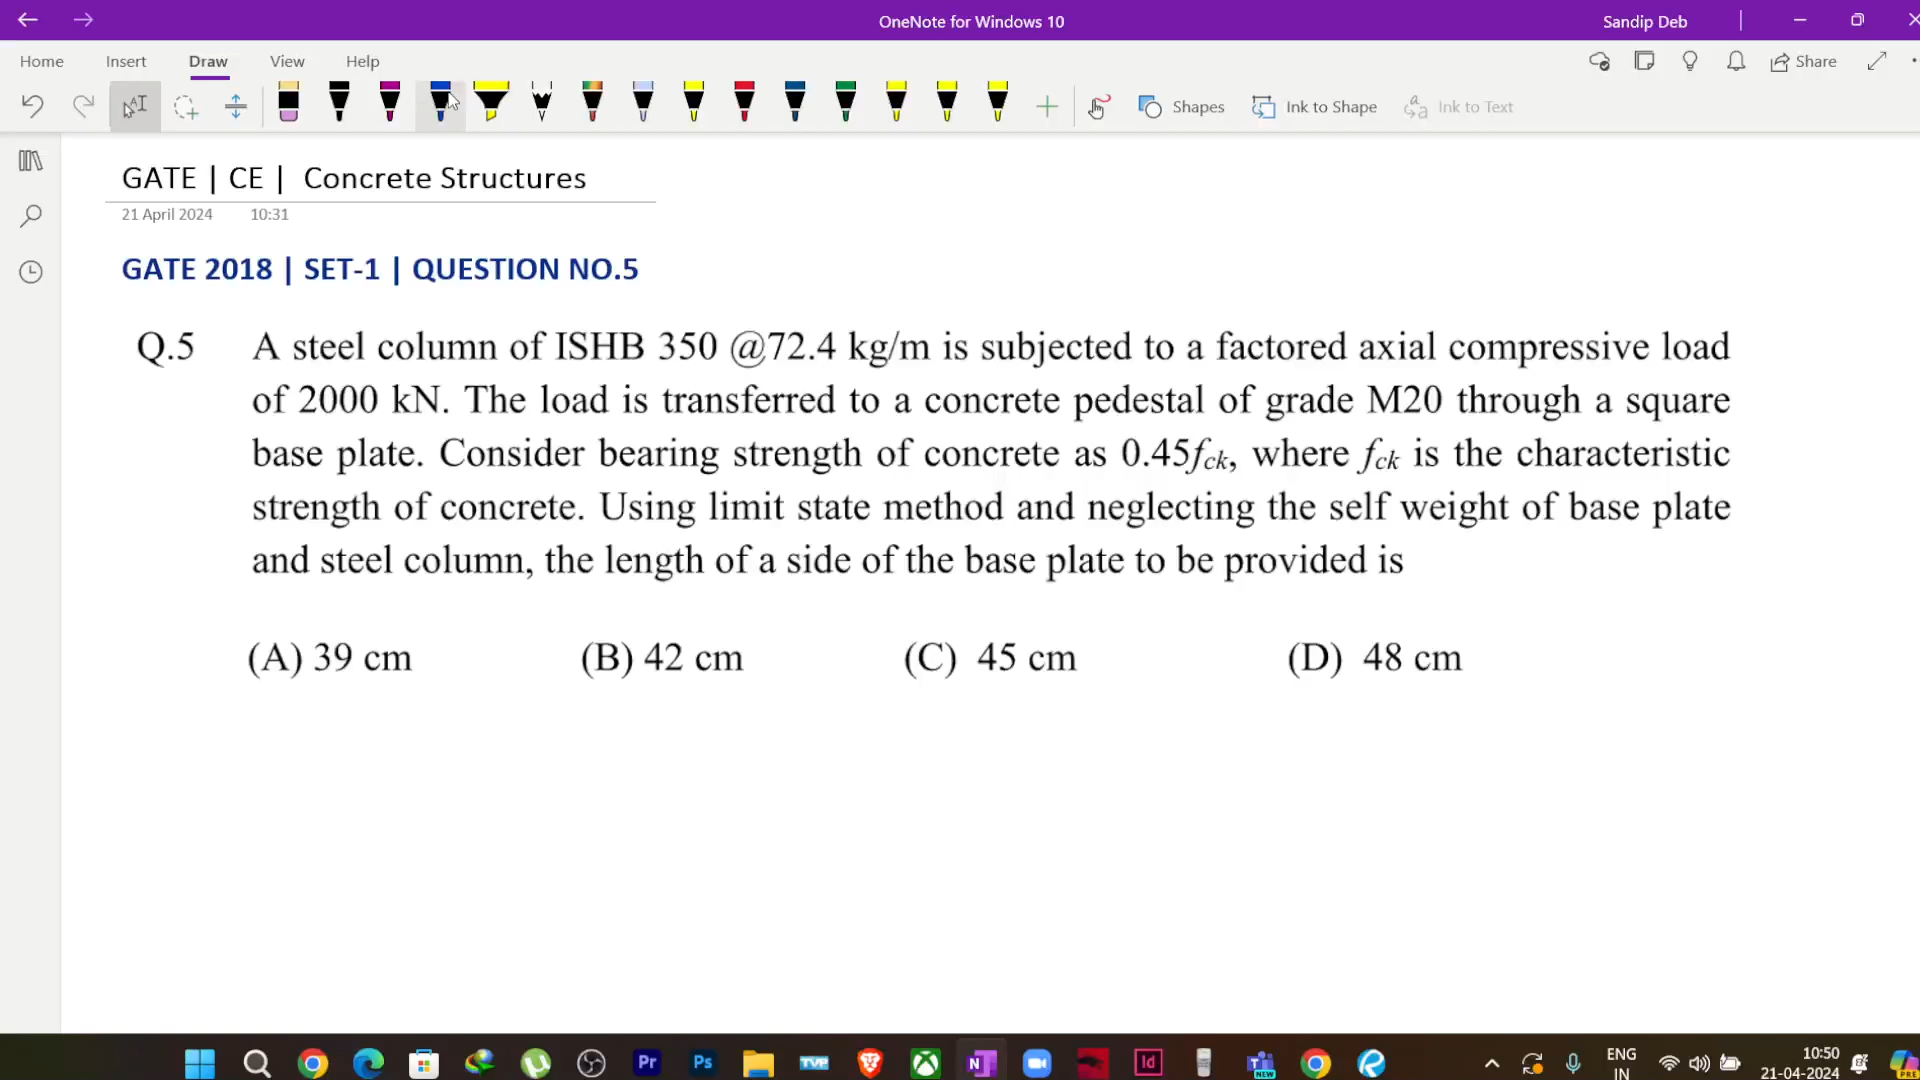 OneNote for Windows 10
Sandip Deb
Home Insert Draw View Help
Share
Shapes
Ink to Shape
Ink to Text
GATE | CE | Concrete Structures
21 April 2024 10:31
GATE 2018 | SET-1 | QUESTION NO.5
Q.5 A steel column of ISHB 350 @72.4 kg/m is subjected to a factored axial compressive load
of 2000 kN. The load is transferred to a concrete pedestal of grade M20 through a square
base plate. Consider bearing strength of concrete as 0.45fck, where fck is the characteristic
strength of concrete. Using limit state method and neglecting the self weight of base plate
and steel column, the length of a side of the base plate to be provided is
(A) 39 cm (B) 42 cm (C) 45 cm (D) 48 cm
Pr
Ps
TVP
N
Id
NEW
ENG
IN
10:50
21-04-2024
PRE